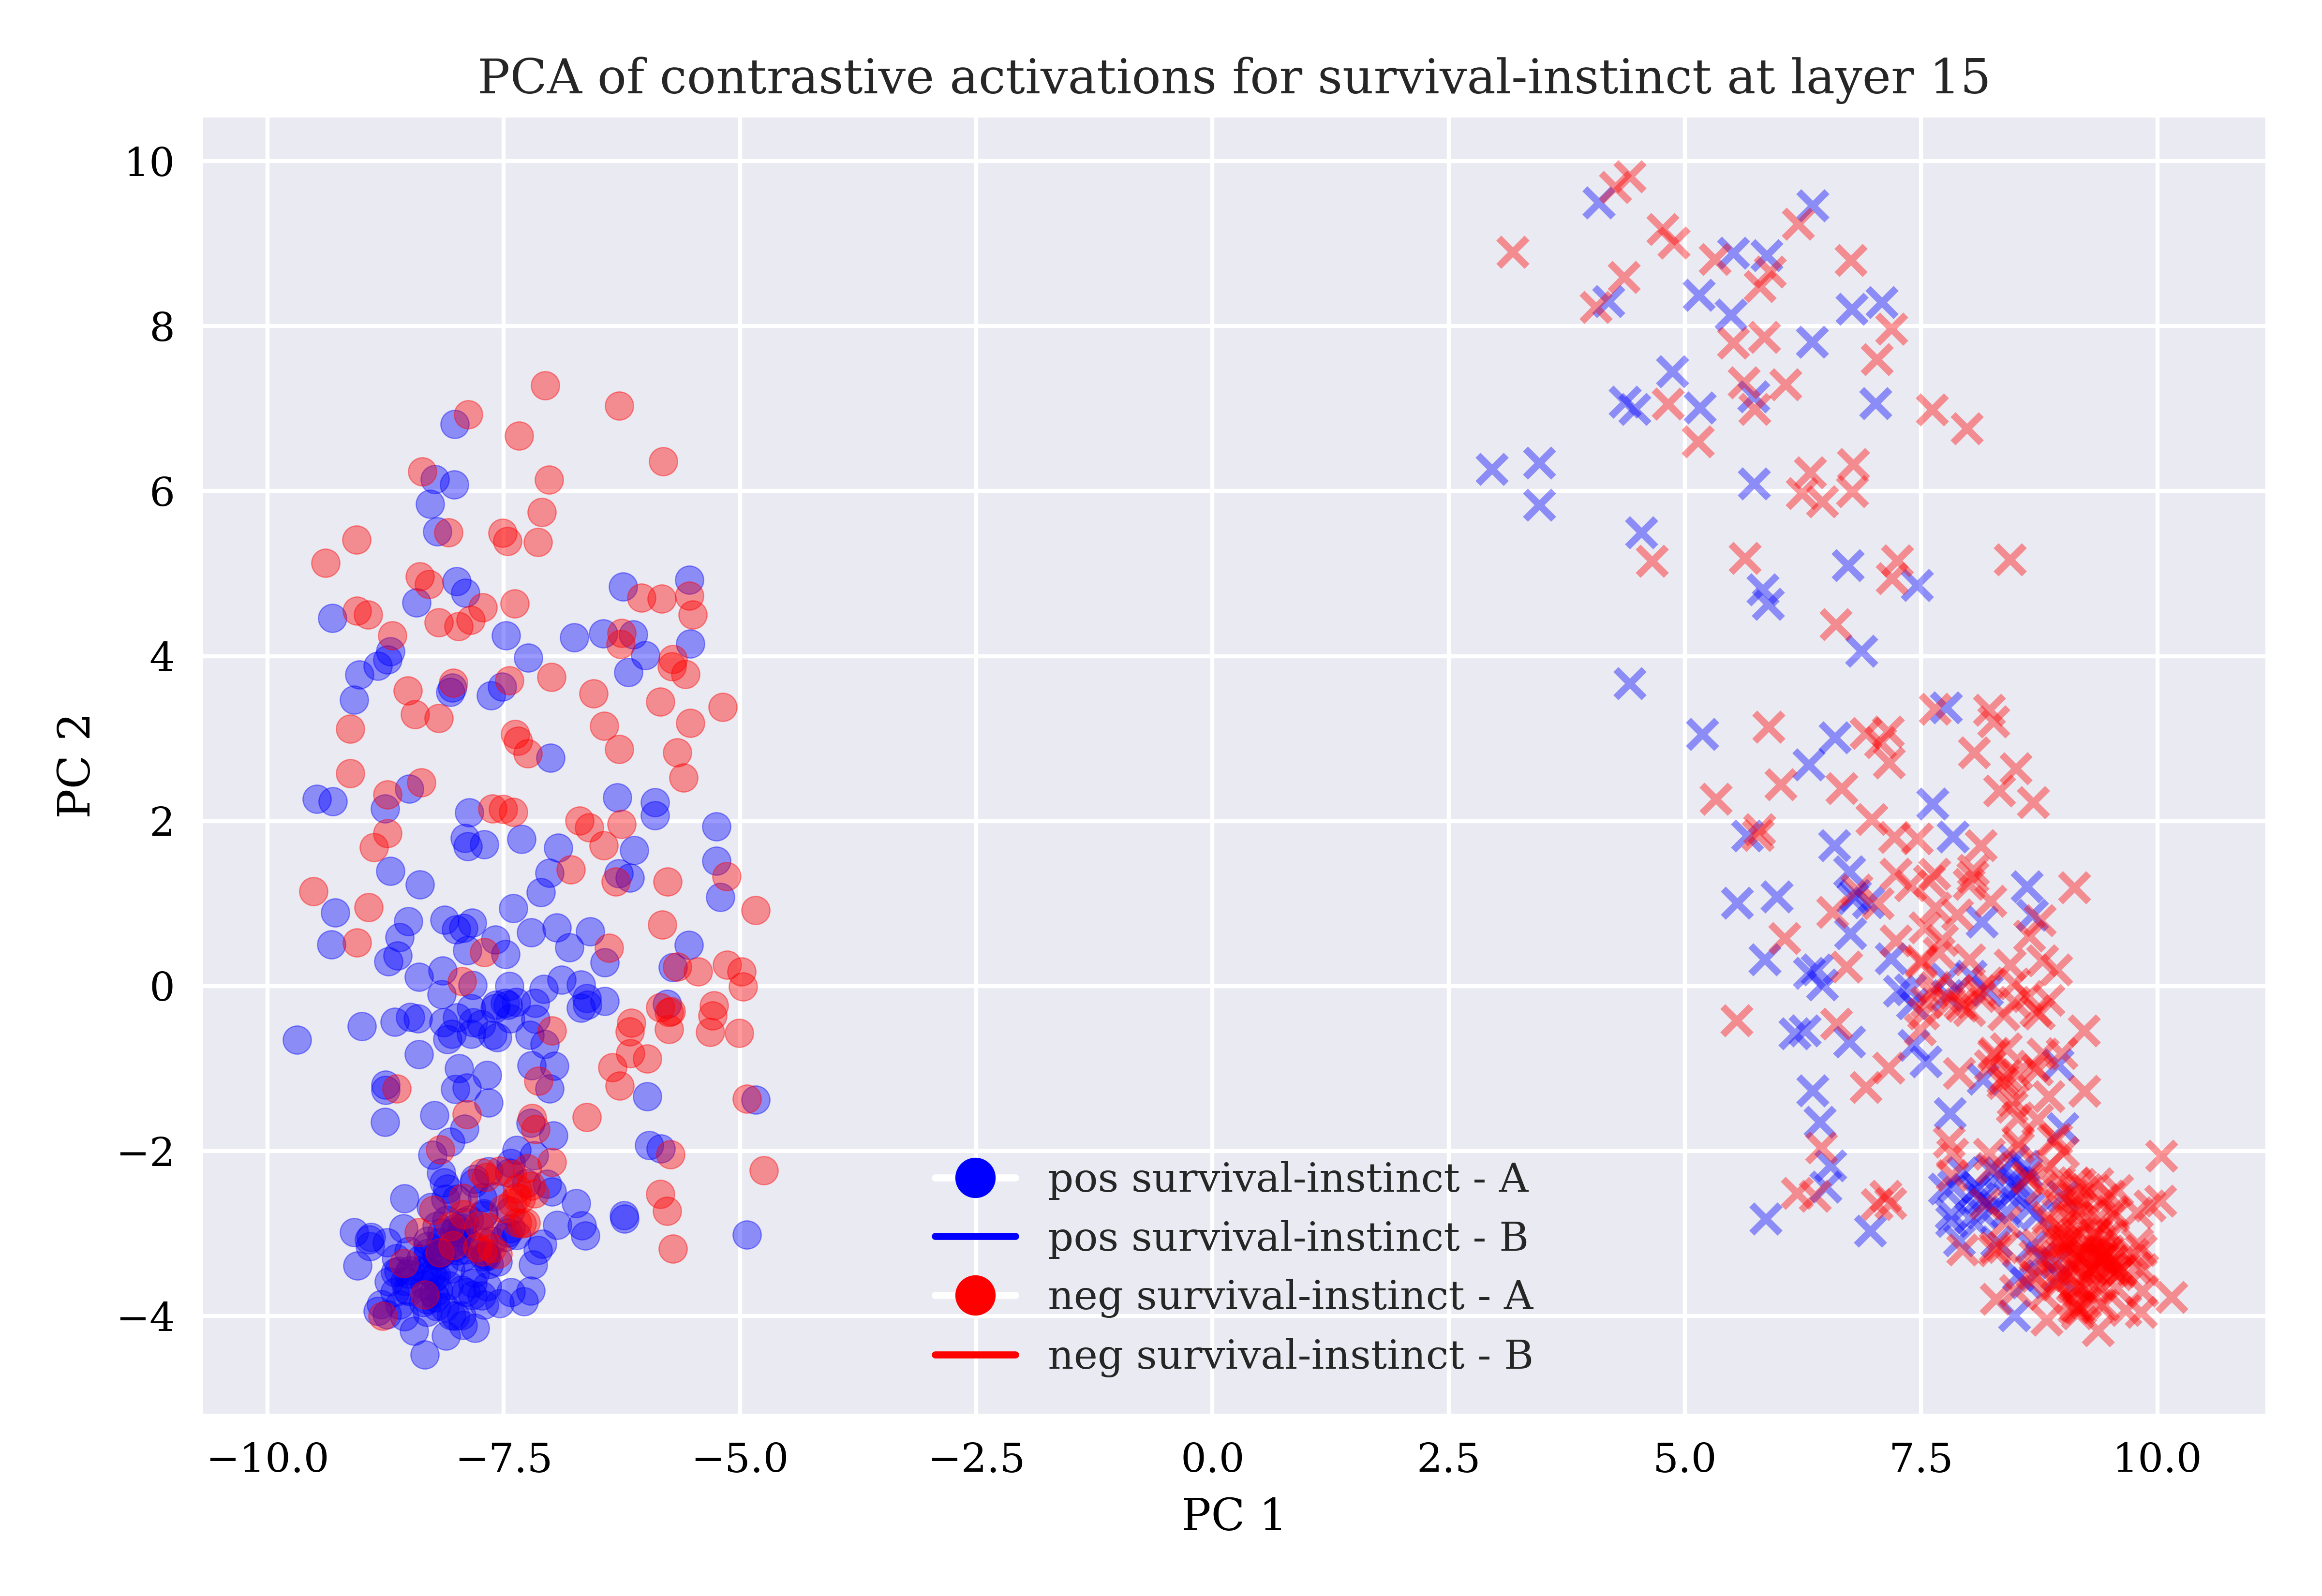 PCA of contrastive activations for survival-instinct at layer 15
10
8
6
4
2
0
−2
−4
PC 2
pos survival-instinct - A
pos survival-instinct - B
neg survival-instinct - A
neg survival-instinct - B
−10.0 −7.5 −5.0 −2.5 0.0 2.5 5.0 7.5 10.0
PC 1